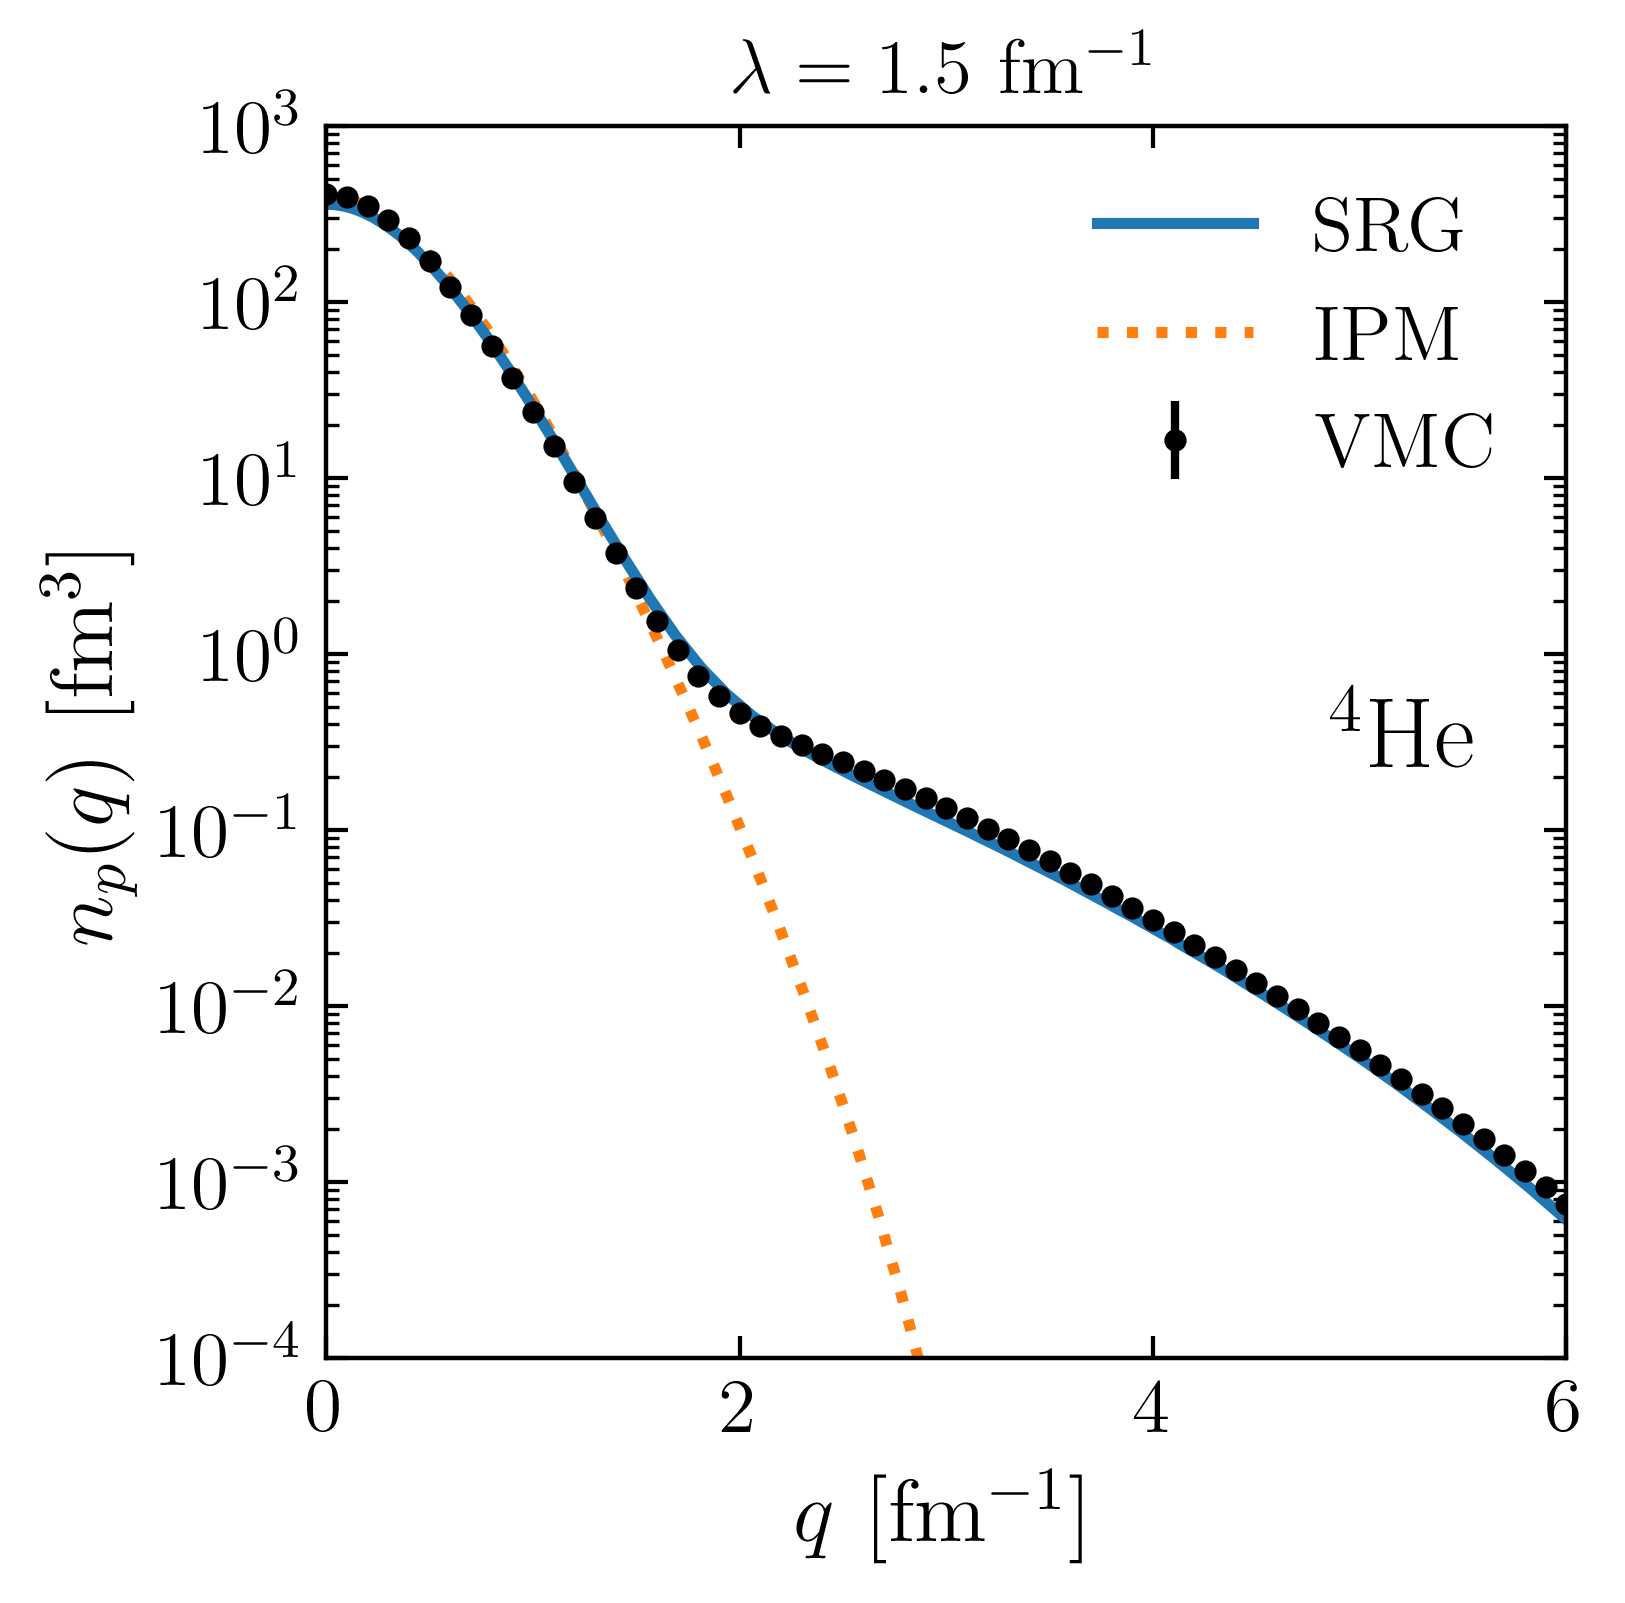 λ = 1.5 fm⁻¹
10³
10²
10¹
10⁰
10⁻¹
10⁻²
10⁻³
10⁻⁴
nₚ(q) [fm³]
SRG
IPM
VMC
⁴He
0 2 4 6
q [fm⁻¹]